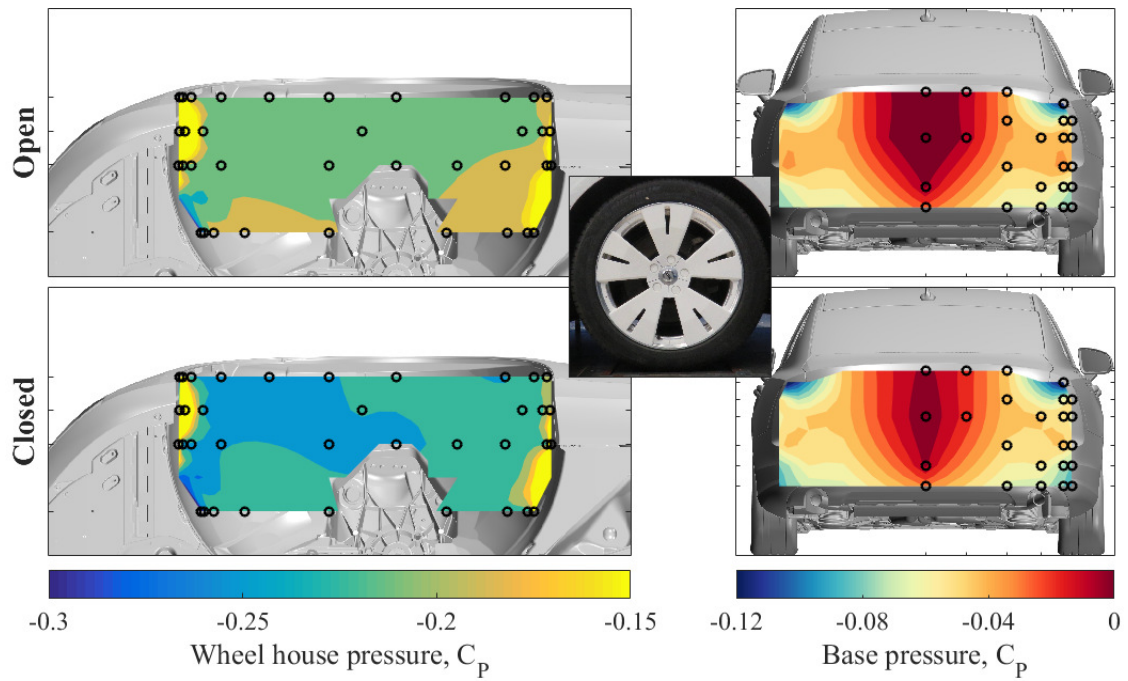 Open
Closed
-0.3 -0.25 -0.2 -0.15
Wheel house pressure, C_P
-0.12 -0.08 -0.04 0
Base pressure, C_P